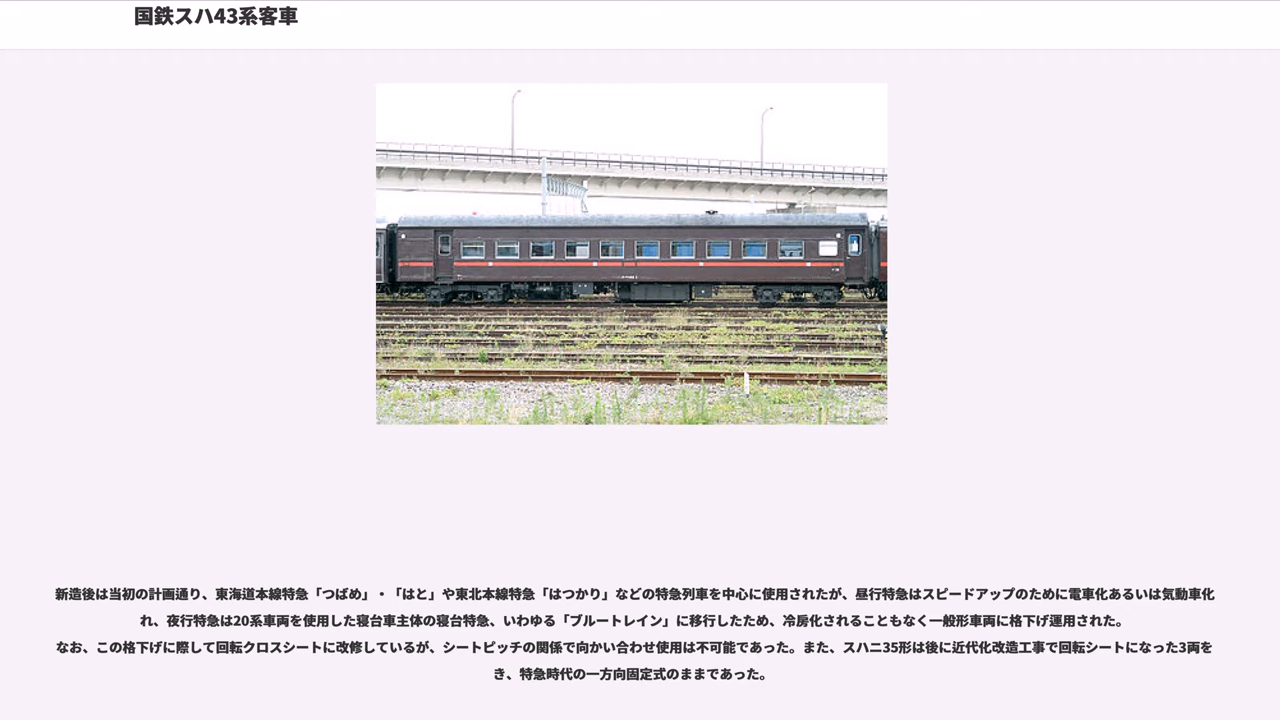 国鉄スハ43系客車
新造後は当初の計画通り、東海道本線特急「つばめ」・「はと」や東北本線特急「はつかり」などの特急列車を中心に使用されたが、昼行特急はスピードアップのために電車化あるいは気動車化
れ、夜行特急は20系車両を使用した寝台車主体の寝台特急、いわゆる「ブルートレイン」に移行したため、冷房化されることもなく一般形車両に格下げ運用された。
なお、この格下げに際して回転クロスシートに改修しているが、シートピッチの関係で向かい合わせ使用は不可能であった。また、スハニ35形は後に近代化改造工事で回転シートになった3両を
き、特急時代の一方向固定式のままであった。